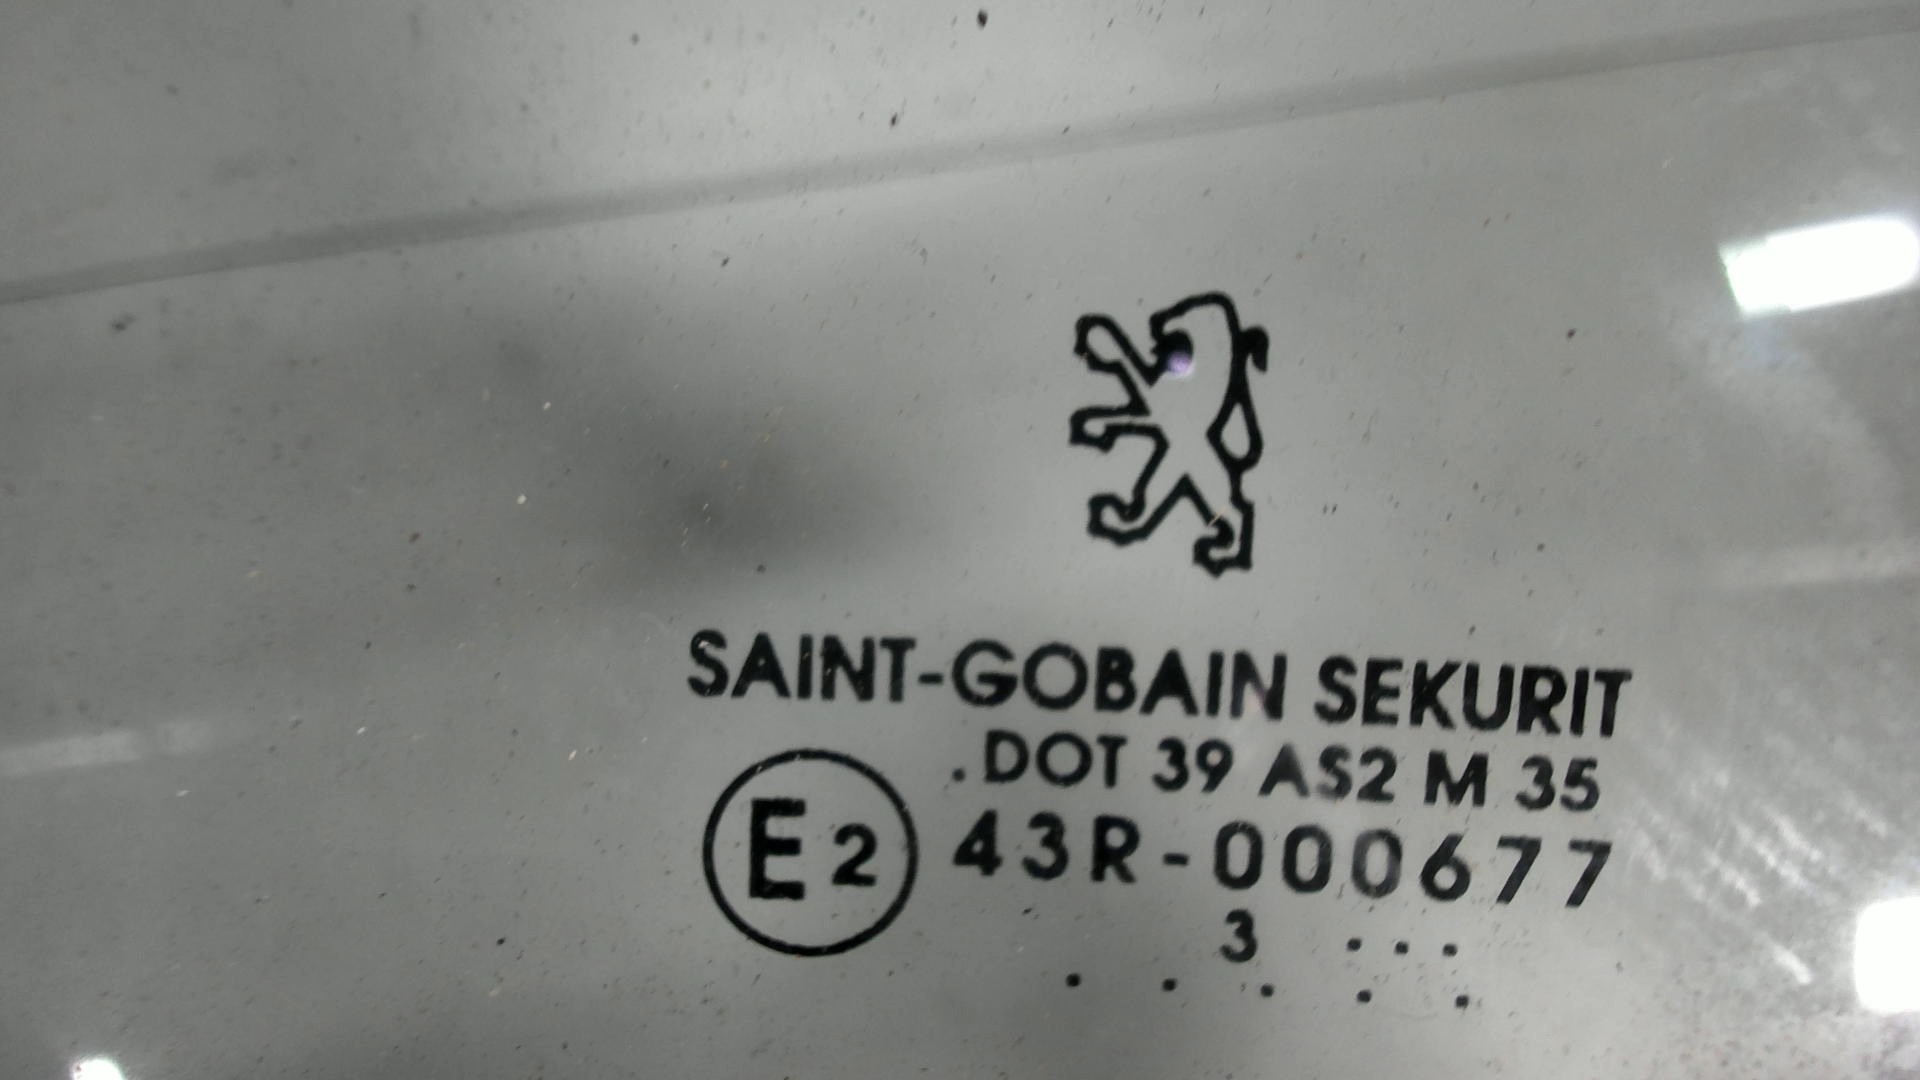 SAINT-GOBAIN SEKURIT
.DOT 39 AS2 M 35
E2 43R-000677
3 ...
. . . . .